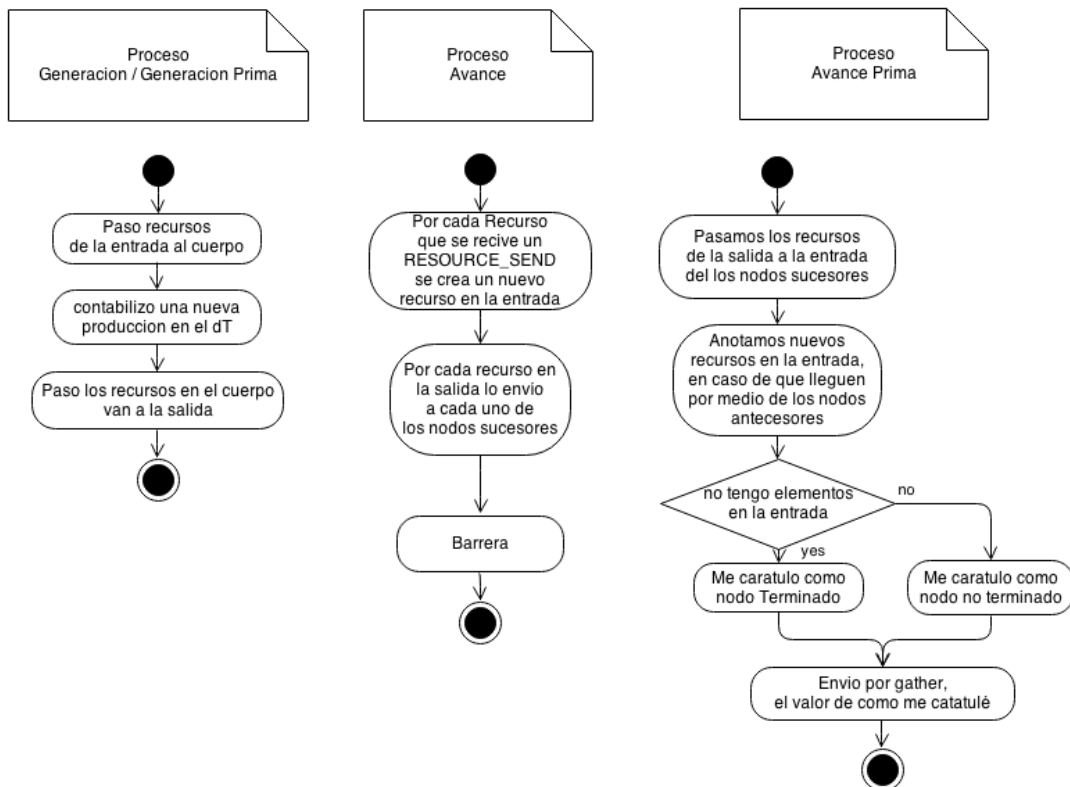 Proceso
Generacion / Generacion Prima
Paso recursos
de la entrada al cuerpo
contabilizo una nueva
produccion en el dT
Paso los recursos en el cuerpo
van a la salida
Proceso
Avance
Por cada Recurso
que se recive un
RESOURCE_SEND
se crea un nuevo
recurso en la entrada
Por cada recurso en
la salida lo envio
a cada uno de
los nodos sucesores
Barrera
Proceso
Avance Prima
Pasamos los recursos
de la salida a la entrada
del los nodos sucesores
Anotamos nuevos
recursos en la entrada,
en caso de que lleguen
por medio de los nodos
antecesores
no tengo elementos
en la entrada
no
yes
Me caratulo como
nodo Terminado
Me caratulo como
nodo no terminado
Envio por gather,
el valor de como me catatulé